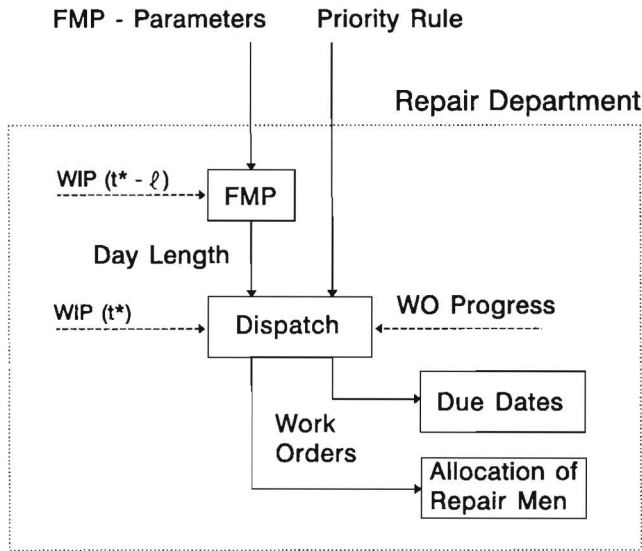 FMP - Parameters
Priority Rule
Repair Department
WIP (t* - ℓ)
FMP
Day Length
WIP (t*)
Dispatch
WO Progress
Due Dates
Work
Orders
Allocation of
Repair Men